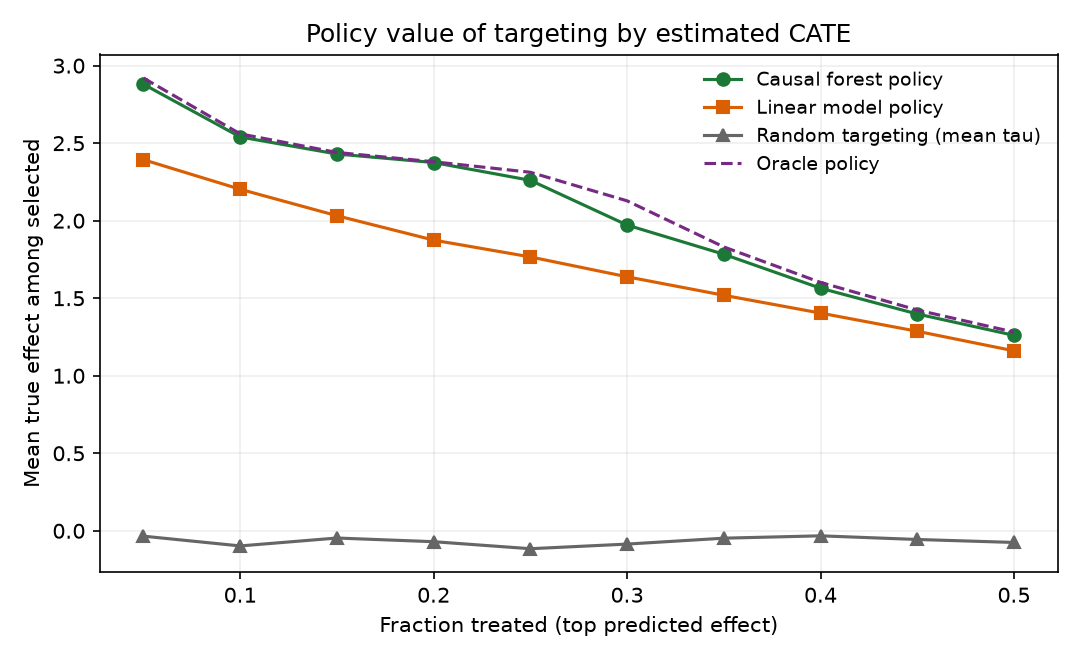 Policy value of targeting by estimated CATE
Mean true effect among selected
3.0
2.5
2.0
1.5
1.0
0.5
0.0
Causal forest policy
Linear model policy
Random targeting (mean tau)
Oracle policy
0.1
0.2
0.3
0.4
0.5
Fraction treated (top predicted effect)